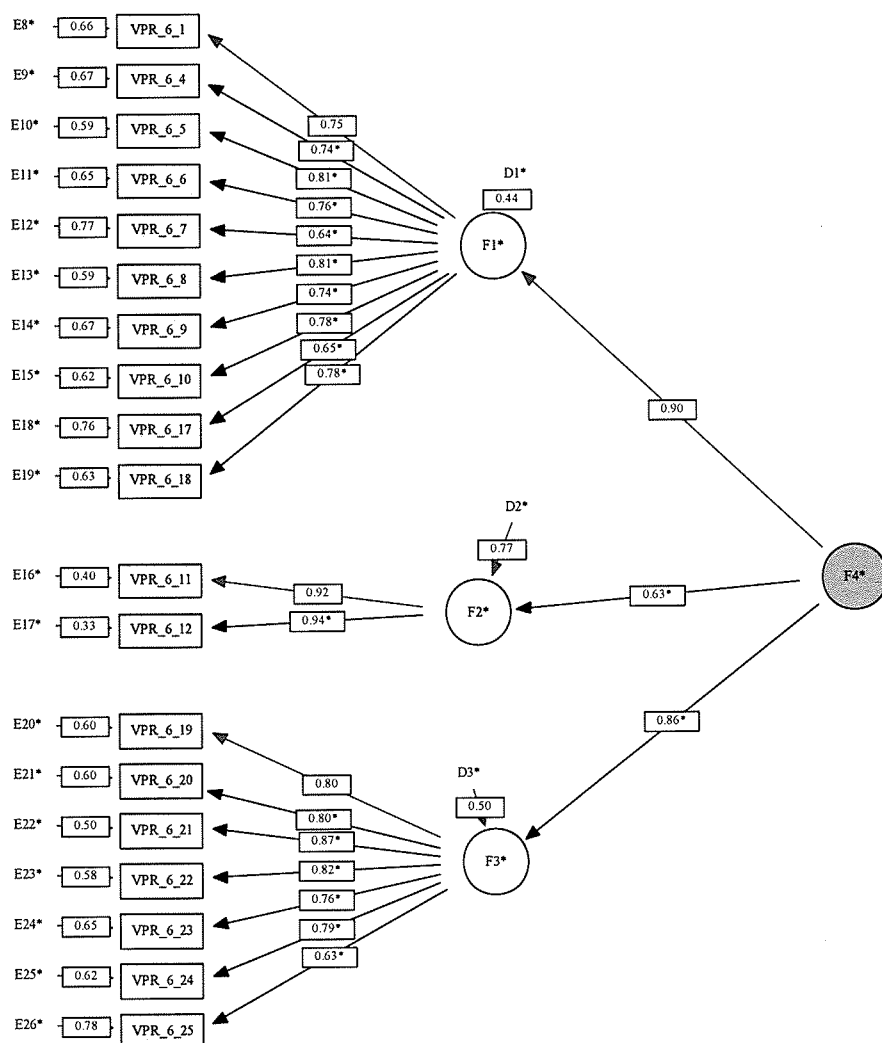 E8* 0.66 VPR_6_1
E9* 0.67 VPR_6_4
E10* 0.59 VPR_6_5
E11* 0.65 VPR_6_6
E12* 0.77 VPR_6_7
E13* 0.59 VPR_6_8
E14* 0.67 VPR_6_9
E15* 0.62 VPR_6_10
E18* 0.76 VPR_6_17
E19* 0.63 VPR_6_18
0.75
0.74*
0.81*
0.76*
0.64*
0.81*
0.74*
0.78*
0.65*
0.78*
D1*
0.44
F1*
0.90
E16* 0.40 VPR_6_11
E17* 0.33 VPR_6_12
0.92
0.94*
D2*
0.77
F2*
0.63*
F4*
E20* 0.60 VPR_6_19
E21* 0.60 VPR_6_20
E22* 0.50 VPR_6_21
E23* 0.58 VPR_6_22
E24* 0.65 VPR_6_23
E25* 0.62 VPR_6_24
E26* 0.78 VPR_6_25
0.80
0.80*
0.87*
0.82*
0.76*
0.79*
0.63*
D3*
0.50
F3*
0.86*